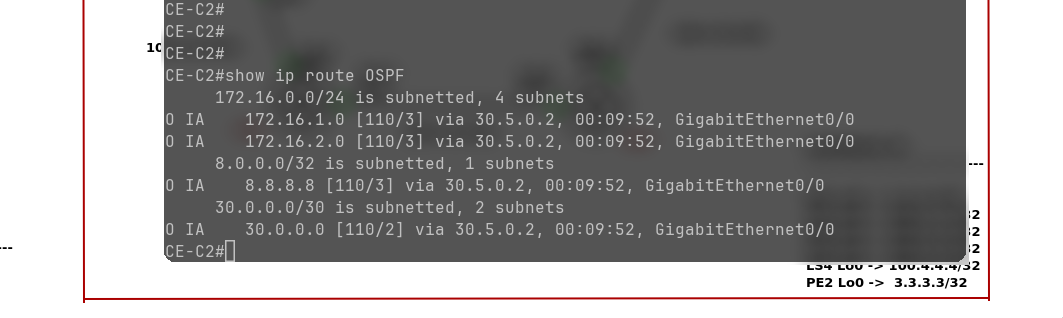 CE-C2#
CE-C2#
10
CE-C2#
CE-C2#show ip route OSPF
     172.16.0.0/24 is subnetted, 4 subnets
O IA    172.16.1.0 [110/3] via 30.5.0.2, 00:09:52, GigabitEthernet0/0
O IA    172.16.2.0 [110/3] via 30.5.0.2, 00:09:52, GigabitEthernet0/0
     8.0.0.0/32 is subnetted, 1 subnets
---
O IA    8.8.8.8 [110/3] via 30.5.0.2, 00:09:52, GigabitEthernet0/0
     30.0.0.0/30 is subnetted, 2 subnets
32
O IA    30.0.0.0 [110/2] via 30.5.0.2, 00:09:52, GigabitEthernet0/0
32
CE-C2#
32
---
LS4 Lo0 -> 100.4.4.4/32
PE2 Lo0 ->  3.3.3.3/32